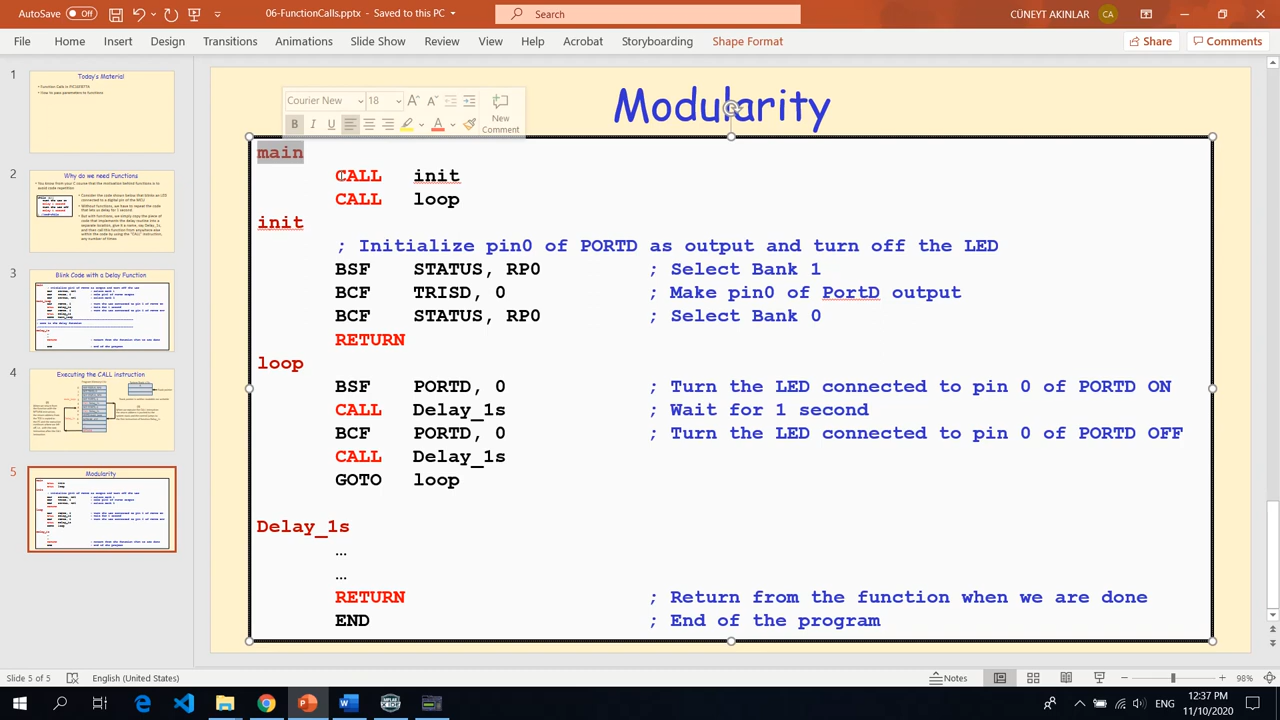 AutoSave Off 06-FunctionCalls.pptx - Saved to this PC Search CÜNEYT AKINLAR CA
File Home Insert Design Transitions Animations Slide Show Review View Help Acrobat Storyboarding Shape Format Share Comments
1
Today's Material
2
Why do we need Functions
3
Blink Code with a Delay Function
4
Executing the CALL instruction
5
Modularity
Courier New 18
B I U New
Comment
Modularity
main
CALL init
CALL loop
init
; Initialize pin0 of PORTD as output and turn off the LED
BSF STATUS, RP0 ; Select Bank 1
BCF TRISD, 0 ; Make pin0 of PortD output
BCF STATUS, RP0 ; Select Bank 0
RETURN
loop
BSF PORTD, 0 ; Turn the LED connected to pin 0 of PORTD ON
CALL Delay_1s ; Wait for 1 second
BCF PORTD, 0 ; Turn the LED connected to pin 0 of PORTD OFF
CALL Delay_1s
GOTO loop
Delay_1s
…
…
RETURN ; Return from the function when we are done
END ; End of the program
Slide 5 of 5 English (United States) Notes 98%
ENG 12:37 PM
11/10/2020